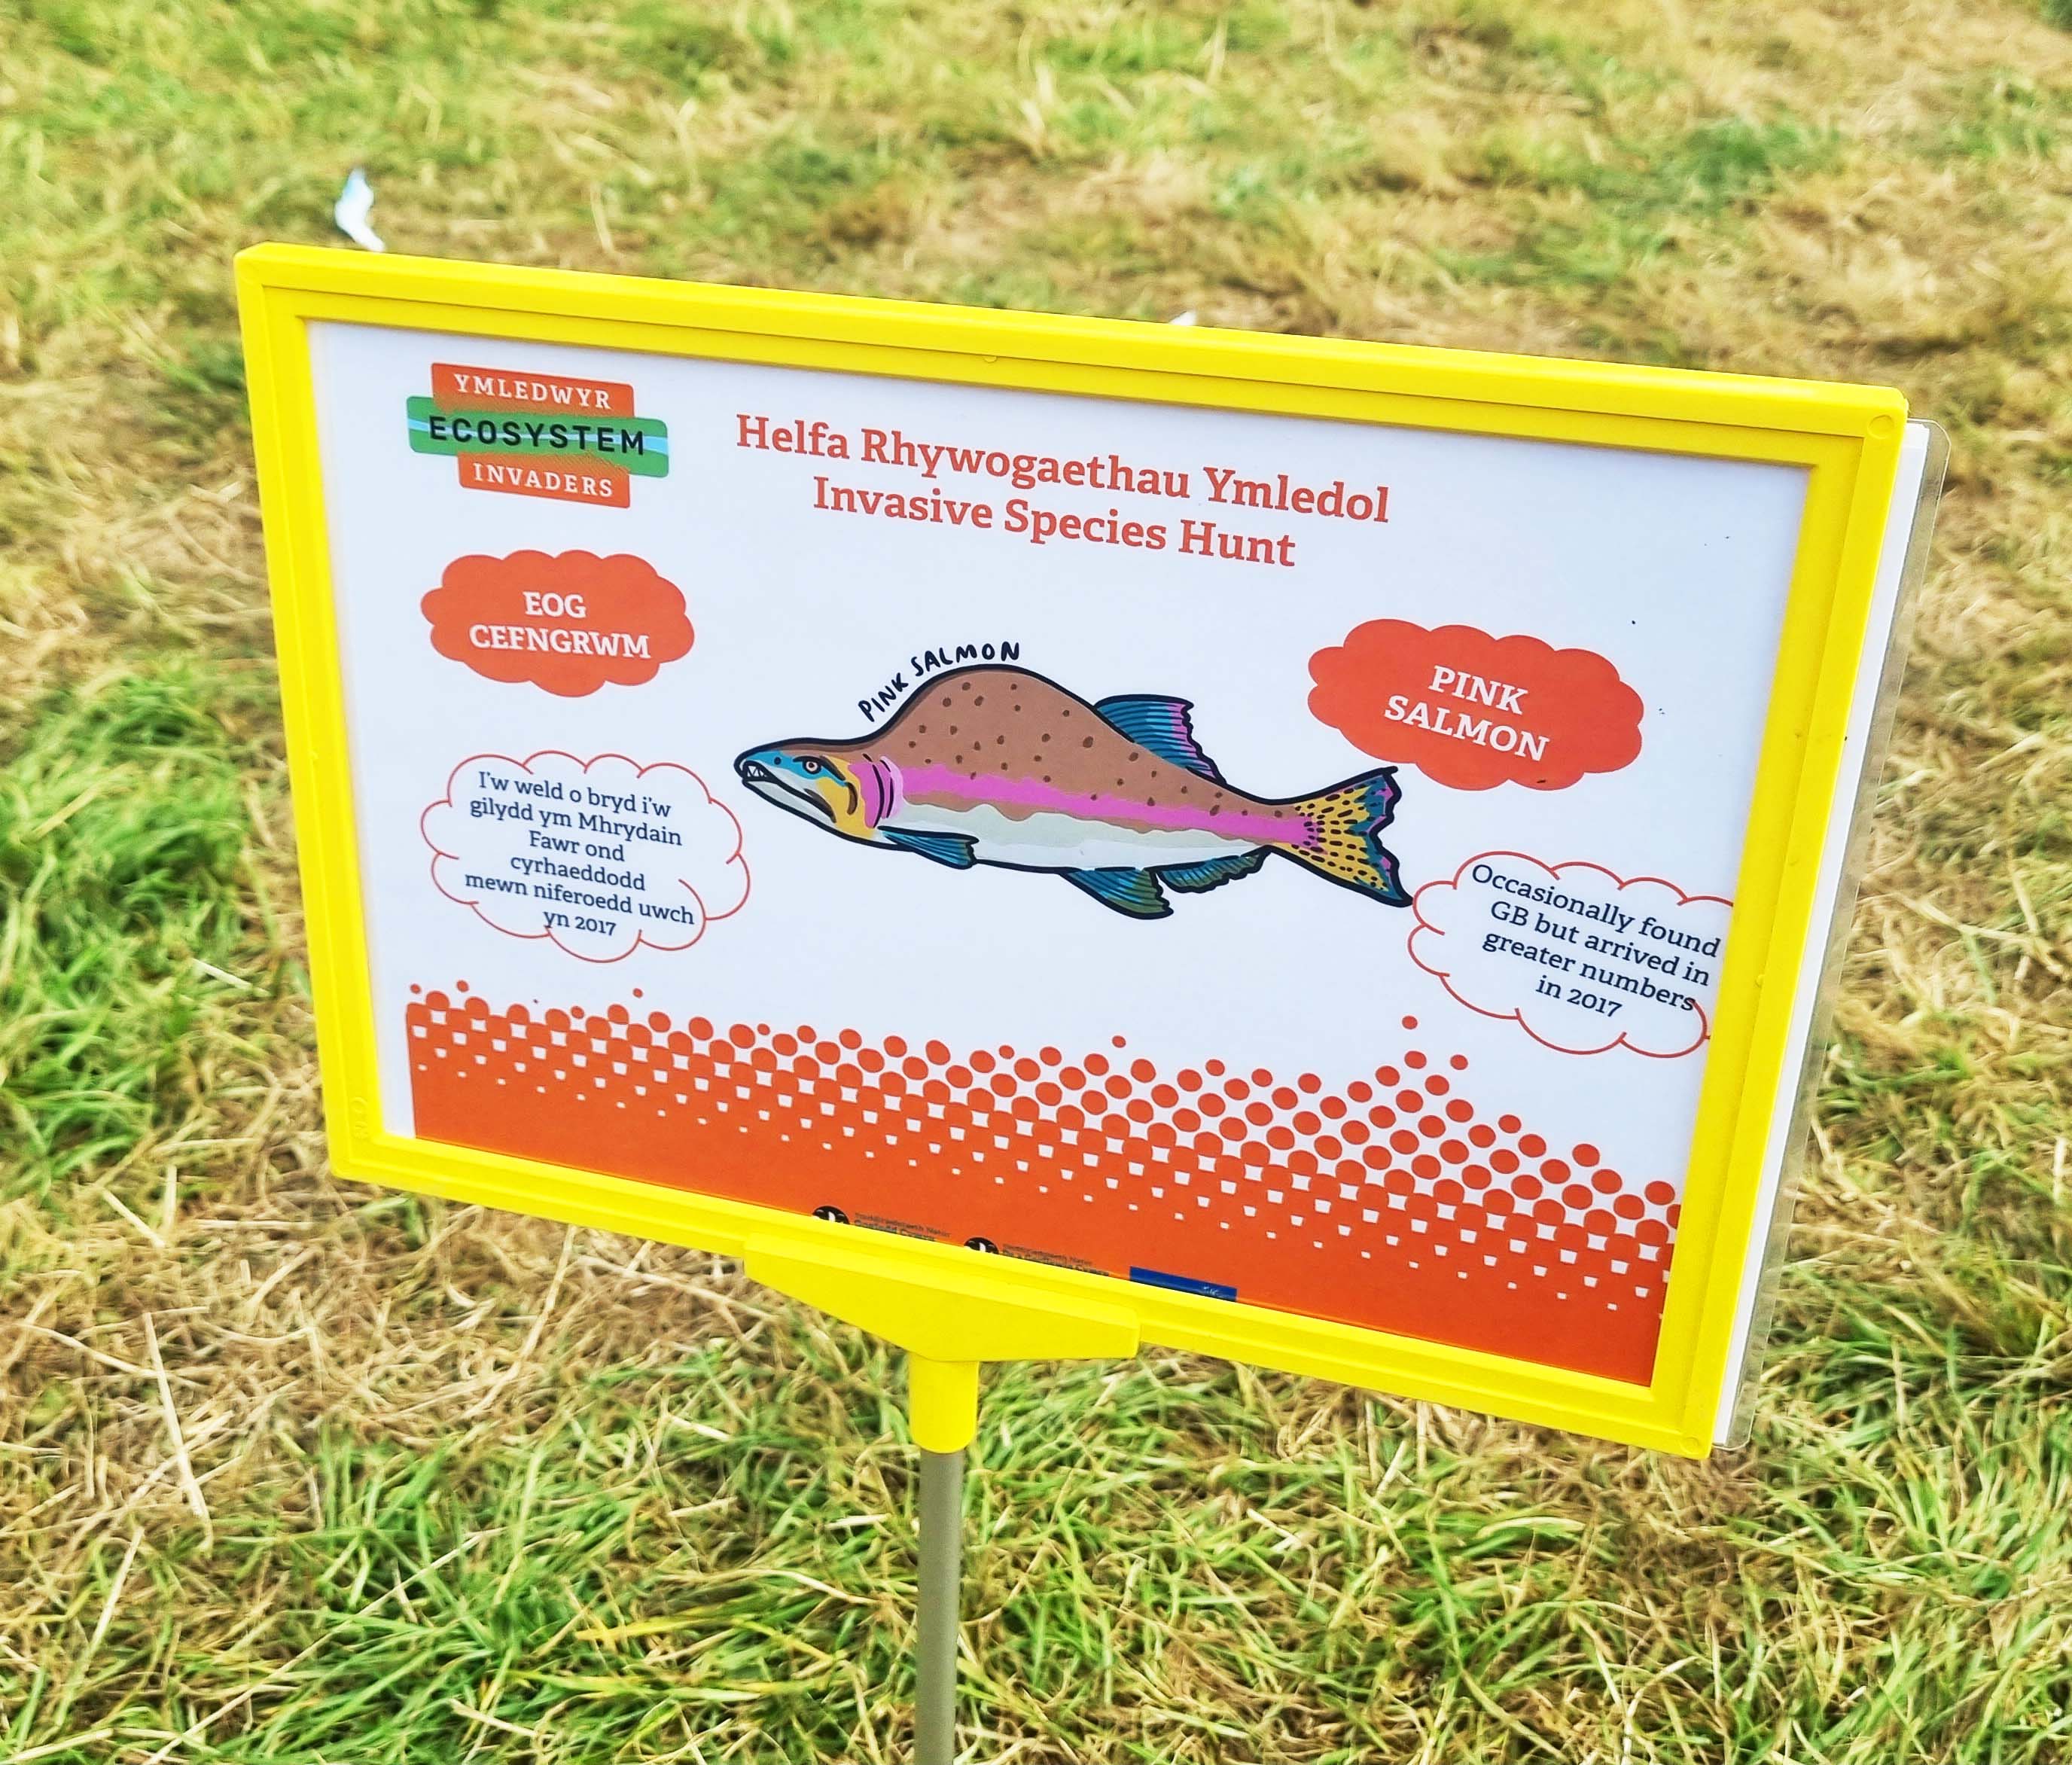 YMLEDWYR
ECOSYSTEM
INVADERS
Helfa Rhywogaethau Ymledol
Invasive Species Hunt
EOG
CEFNGRWM
PINK SALMON
PINK
SALMON
I'w weld o bryd i'w
gilydd ym Mhrydain
Fawr ond
cyrhaeddodd
mewn niferoedd uwch
yn 2017
Occasionally found
GB but arrived in
greater numbers
in 2017